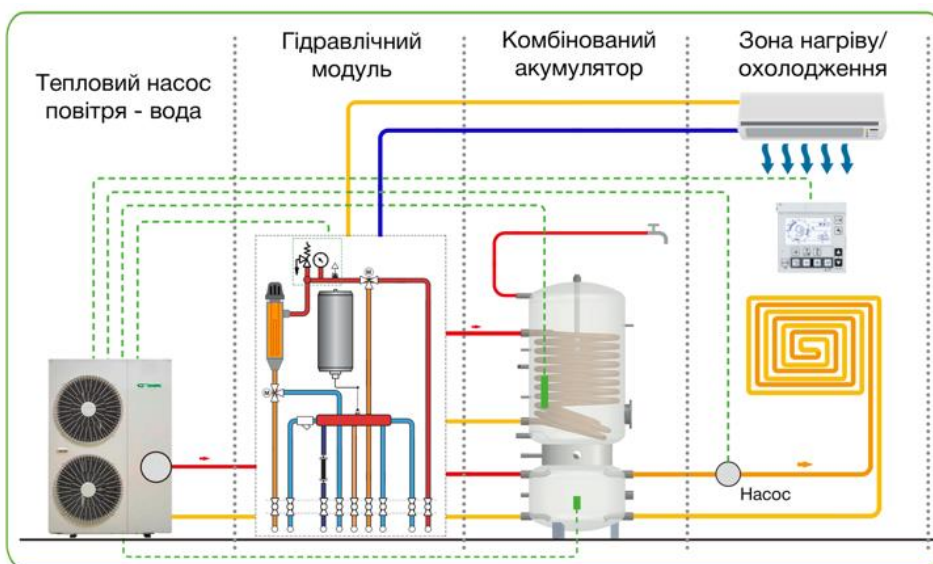 Тепловий насос
повітря - вода
Гідравлічний
модуль
Комбінований
акумулятор
Зона нагріву/
охолодження
M
M
Насос